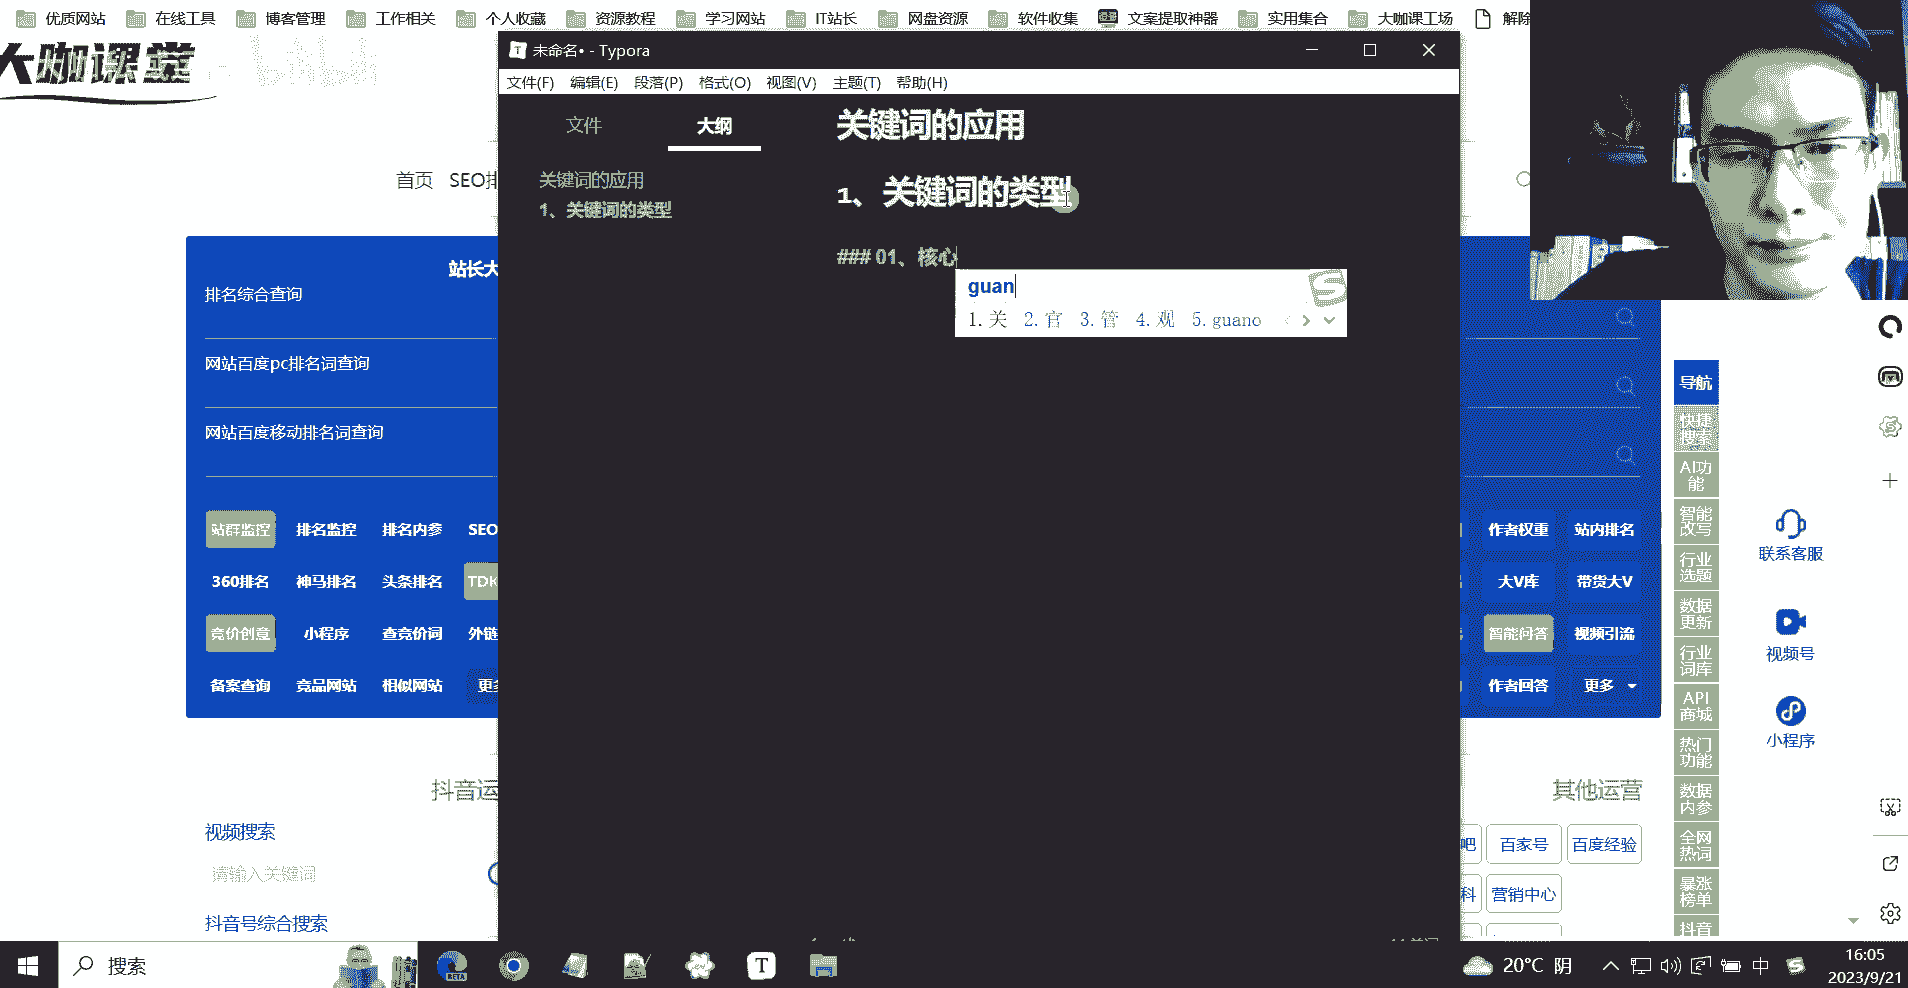 优质网站 在线工具 博客管理 工作相关 个人收藏 资源教程 学习网站 IT站长 网盘资源 软件收集 文案提取神器 实用集合 大咖课工场 解除
大咖课堂
未命名• - Typora
文件(F) 编辑(E) 段落(P) 格式(O) 视图(V) 主题(T) 帮助(H)
文件 大纲
关键词的应用
1、关键词的类型
关键词的应用
1、关键词的类型
### 01、核心
guan
1.关 2.官 3.管 4.观 5.guano
首页 SEO排
站长大
排名综合查询
网站百度pc排名词查询
网站百度移动排名词查询
站群监控 排名监控 排名内参 SEO
360排名 神马排名 头条排名 TDK
竞价创意 小程序 查竞价词 外链
备案查询 竞品网站 相似网站 更多
作者权重 站内排名
大V库 带货大V
智能问答 视频引流
作者回答 更多
抖音运
视频搜索
请输入关键词
抖音号综合搜索
其他运营
吧 百家号 百度经验
科 营销中心
导航
快捷搜索
AI功能
智能改写
行业选题
数据更新
行业词库
API商城
热门功能
数据内参
全网热词
暴涨榜单
抖音
联系客服
视频号
小程序
搜索
BETA
20°C 阴
中
16:05
2023/9/21